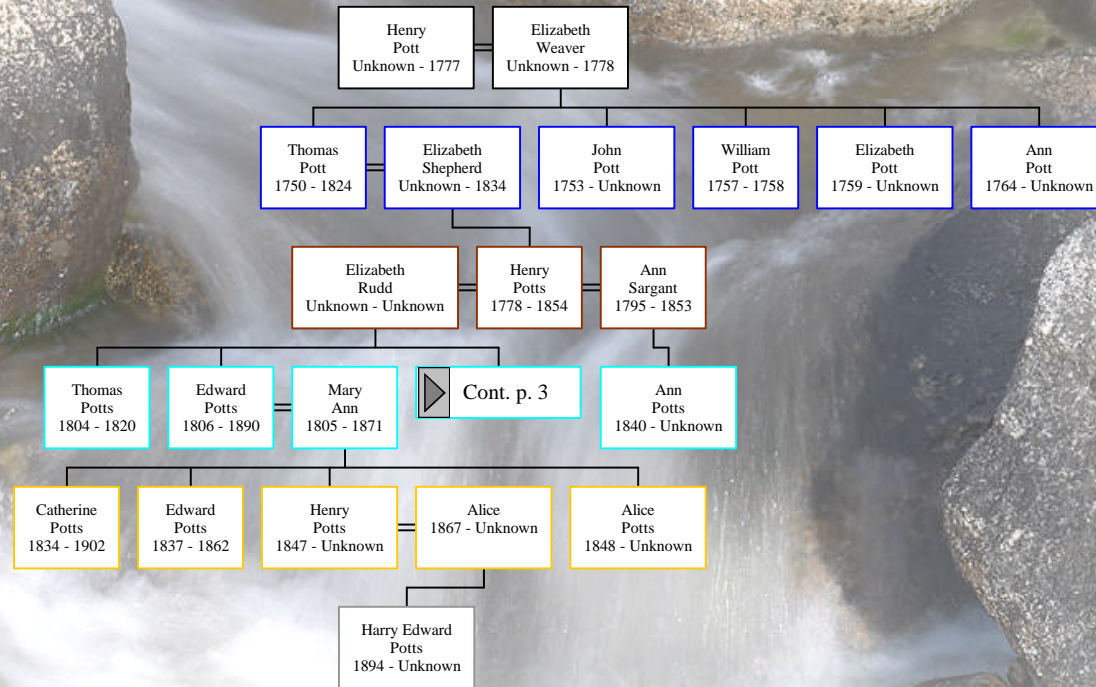 Henry
Pott
Unknown - 1777
Elizabeth
Weaver
Unknown - 1778
Thomas
Pott
1750 - 1824
Elizabeth
Shepherd
Unknown - 1834
John
Pott
1753 - Unknown
William
Pott
1757 - 1758
Elizabeth
Pott
1759 - Unknown
Ann
Pott
1764 - Unknown
Elizabeth
Rudd
Unknown - Unknown
Henry
Potts
1778 - 1854
Ann
Sargant
1795 - 1853
Thomas
Potts
1804 - 1820
Edward
Potts
1806 - 1890
Mary
Ann
1805 - 1871
Cont. p. 3
Ann
Potts
1840 - Unknown
Catherine
Potts
1834 - 1902
Edward
Potts
1837 - 1862
Henry
Potts
1847 - Unknown
Alice
1867 - Unknown
Alice
Potts
1848 - Unknown
Harry Edward
Potts
1894 - Unknown